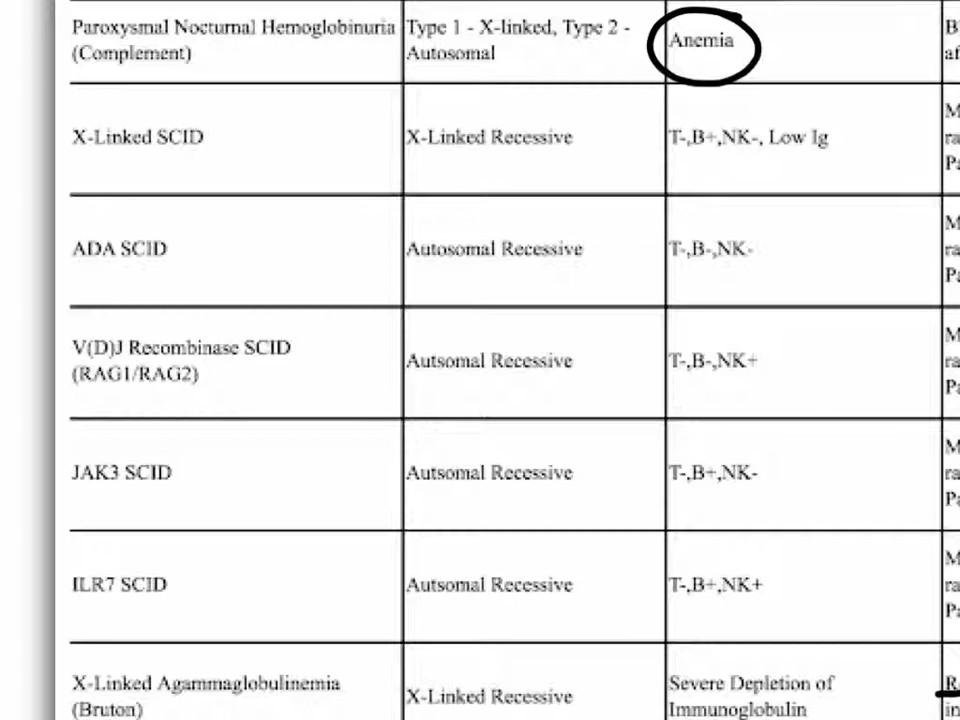 Paroxysmal Nocturnal Hemoglobinuria Type 1 - X-linked, Type 2 - Anemia
(Complement) Autosomal
X-Linked SCID X-Linked Recessive T-,B+,NK-, Low Ig
ADA SCID Autosomal Recessive T-,B-,NK-
V(D)J Recombinase SCID
(RAG1/RAG2) Autsomal Recessive T-,B-,NK+
JAK3 SCID Autsomal Recessive T-,B+,NK-
ILR7 SCID Autsomal Recessive T-,B+,NK+
X-Linked Agammaglobulinemia X-Linked Recessive Severe Depletion of
(Bruton) Immunoglobulin